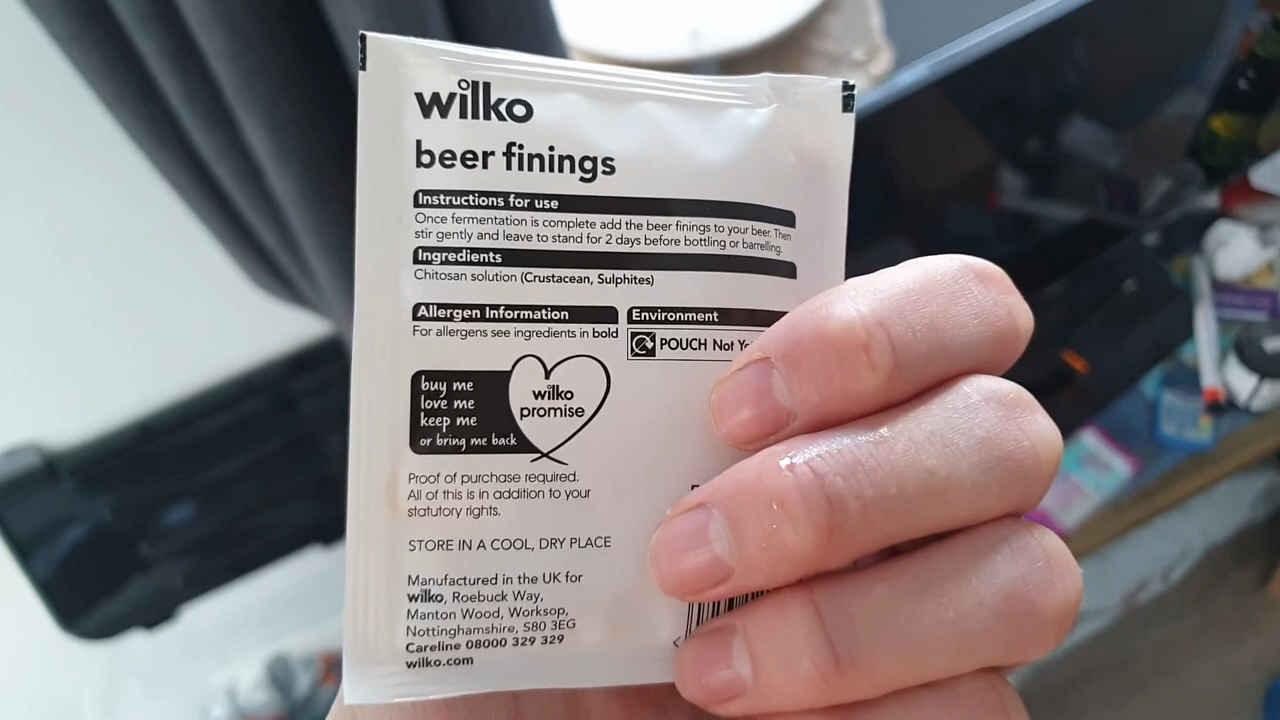 wilko
beer finings
Instructions for use
Once fermentation is complete add the beer finings to your beer. Then
stir gently and leave to stand for 2 days before bottling or barrelling.
Ingredients
Chitosan solution (Crustacean, Sulphites)
Allergen Information
For allergens see ingredients in bold
Environment
POUCH Not
buy me
love me
keep me
or bring me back
wilko
promise
Proof of purchase required.
All of this is in addition to your
statutory rights.
STORE IN A COOL, DRY PLACE
Manufactured in the UK for
wilko, Roebuck Way,
Manton Wood, Worksop,
Nottinghamshire, S80 3EG
Careline 08000 329 329
wilko.com